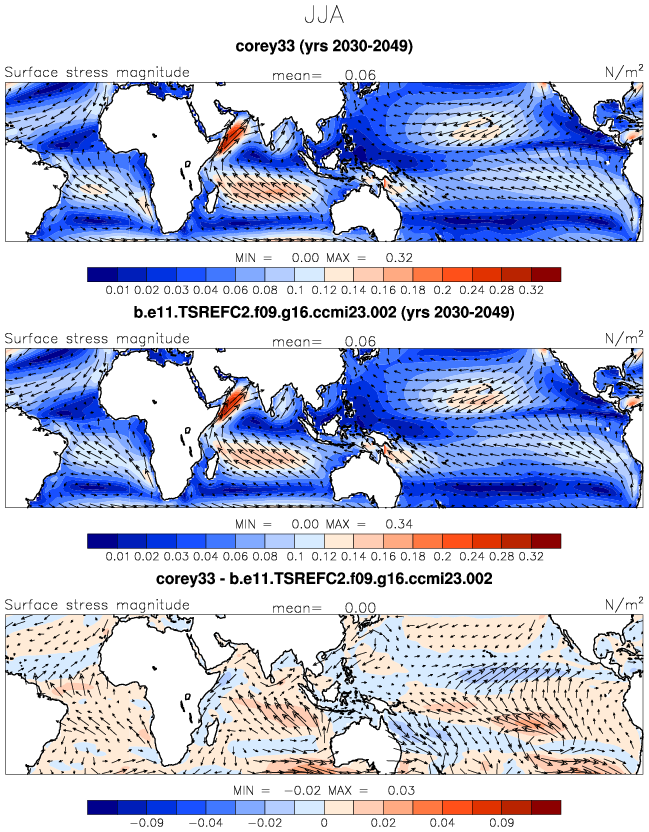 JJA
corey33 (yrs 2030-2049)
Surface stress magnitude mean= 0.06 N/m²
MIN = 0.00 MAX = 0.32
0.01 0.02 0.03 0.04 0.06 0.08 0.1 0.12 0.14 0.16 0.18 0.2 0.24 0.28 0.32
b.e11.TSREFC2.f09.g16.ccmi23.002 (yrs 2030-2049)
Surface stress magnitude mean= 0.06 N/m²
MIN = 0.00 MAX = 0.34
0.01 0.02 0.03 0.04 0.06 0.08 0.1 0.12 0.14 0.16 0.18 0.2 0.24 0.28 0.32
corey33 - b.e11.TSREFC2.f09.g16.ccmi23.002
Surface stress magnitude mean= 0.00 N/m²
MIN = −0.02 MAX = 0.03
−0.09 −0.04 −0.02 0 0.02 0.04 0.09